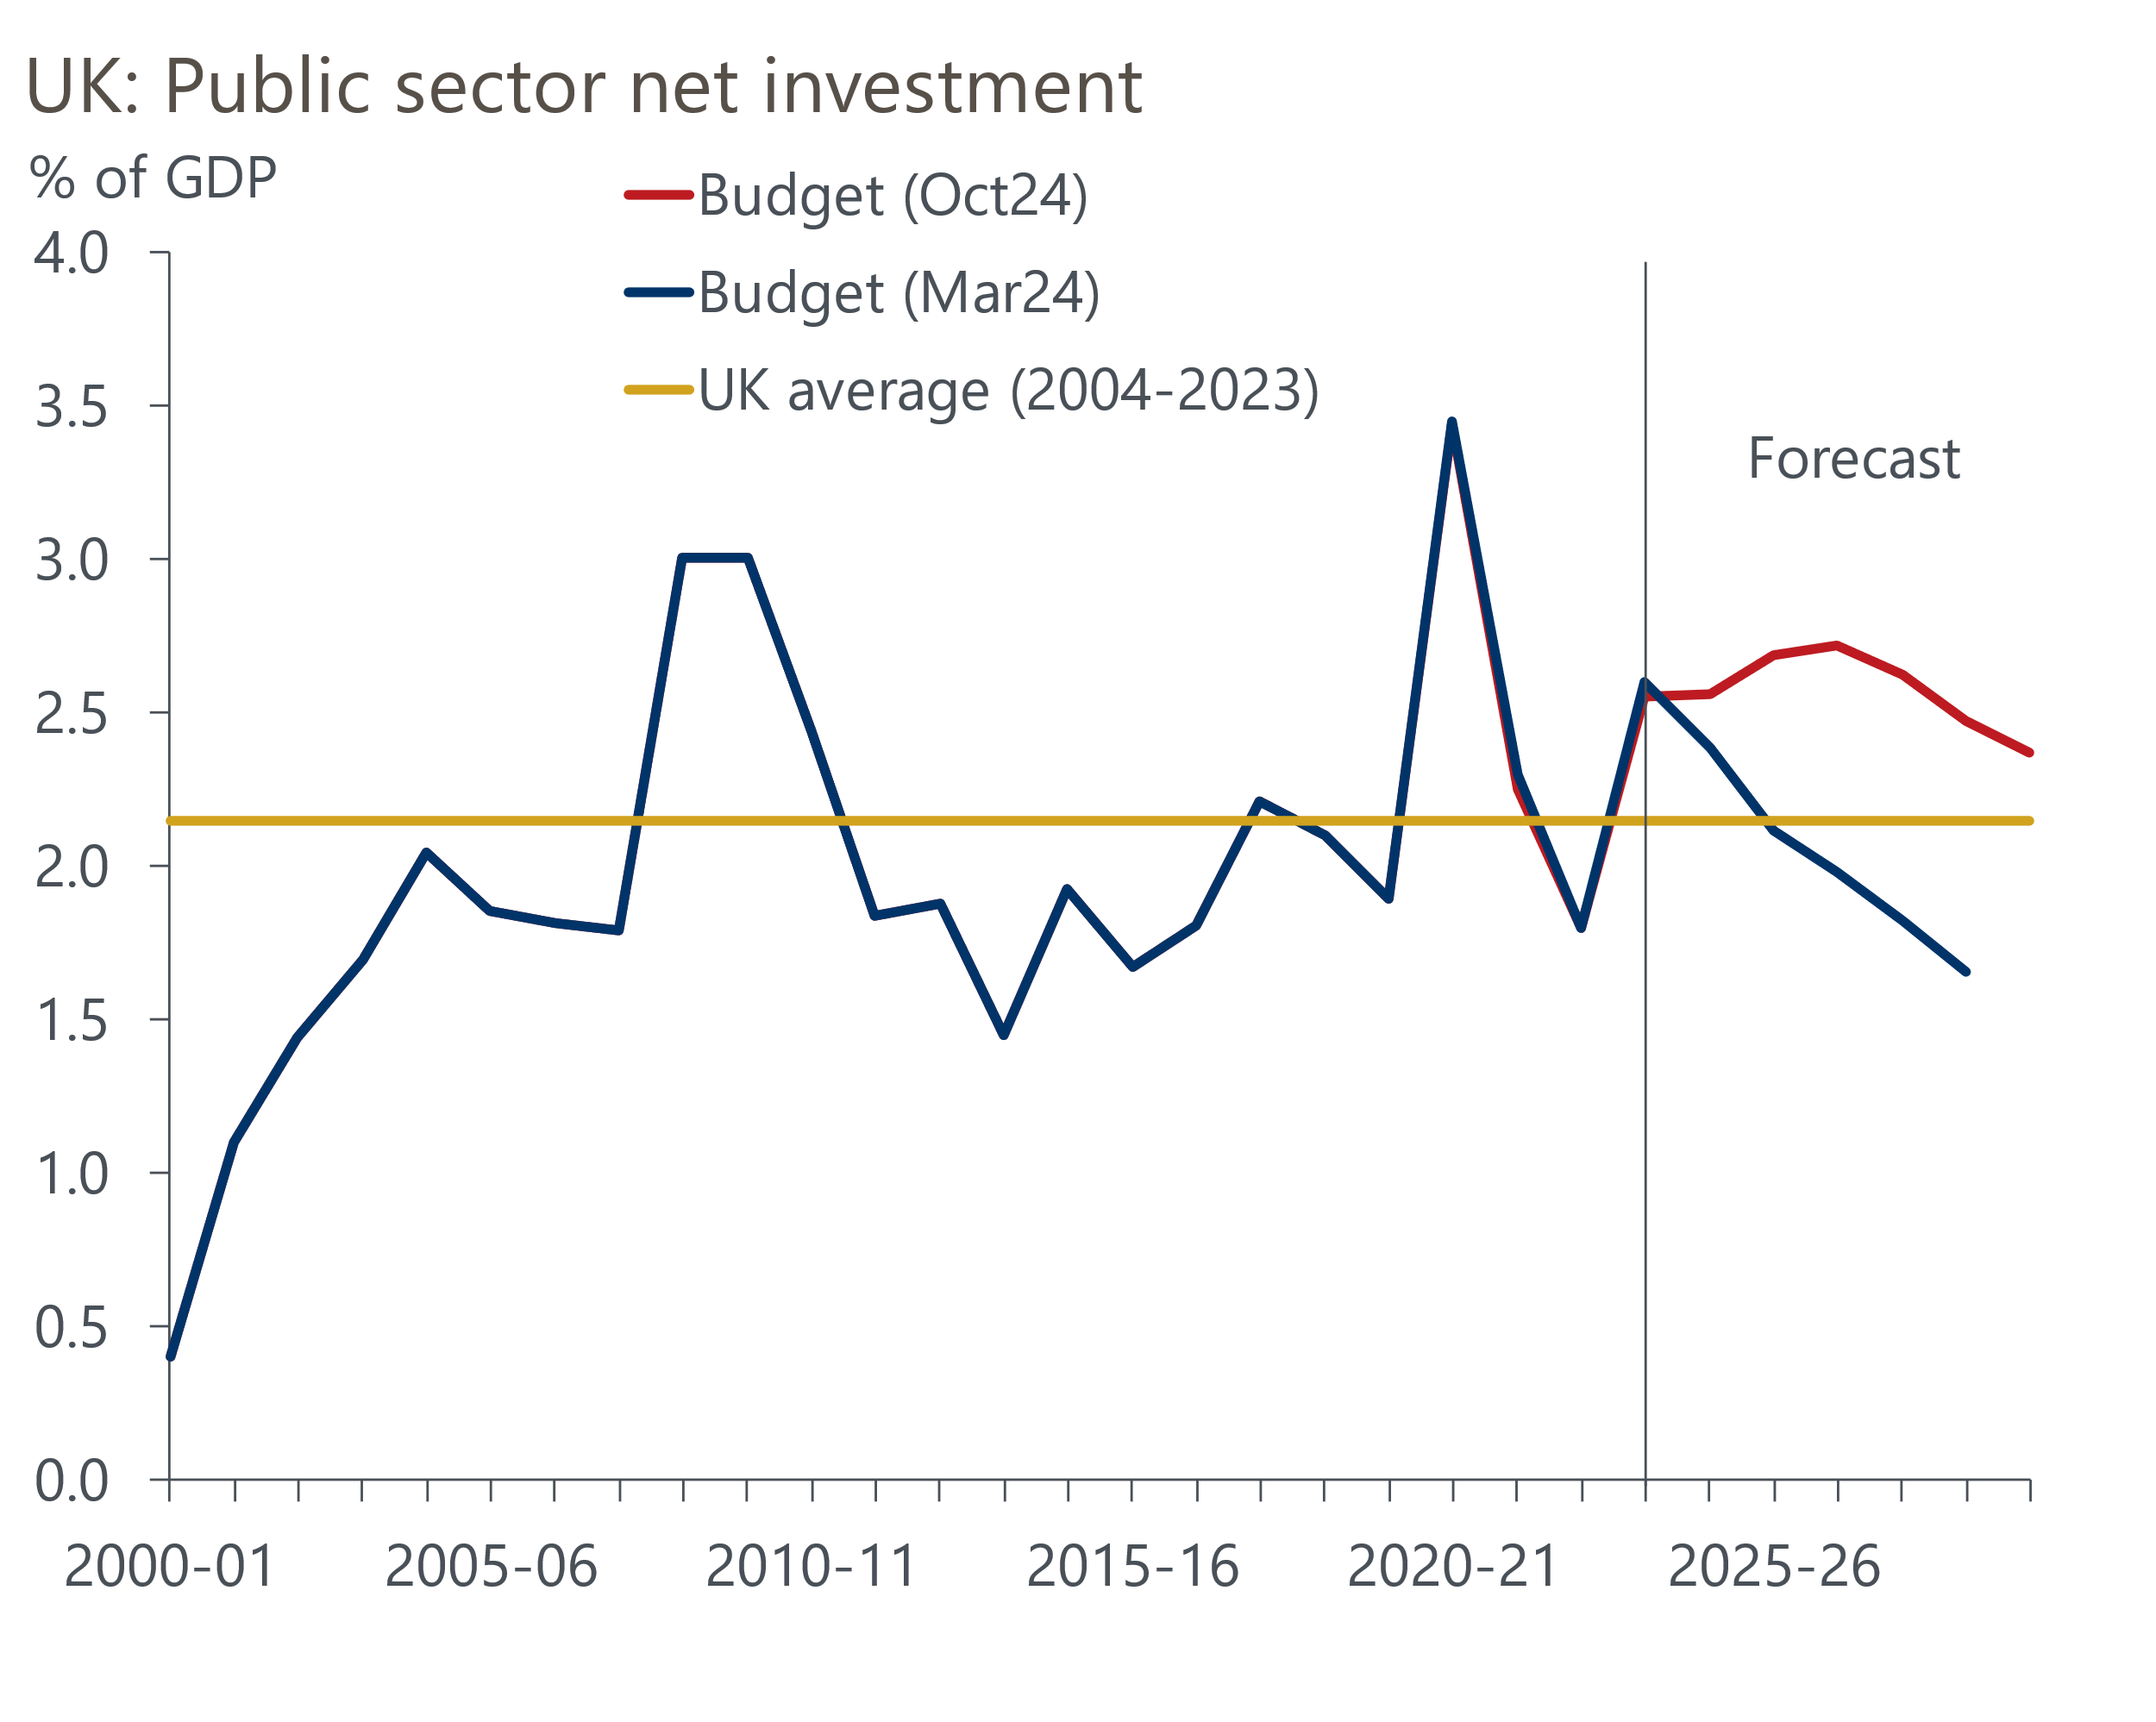 UK: Public sector net investment
% of GDP
Budget (Oct24)
Budget (Mar24)
UK average (2004-2023)
Forecast
4.0
3.5
3.0
2.5
2.0
1.5
1.0
0.5
0.0
2000-01 2005-06 2010-11 2015-16 2020-21 2025-26